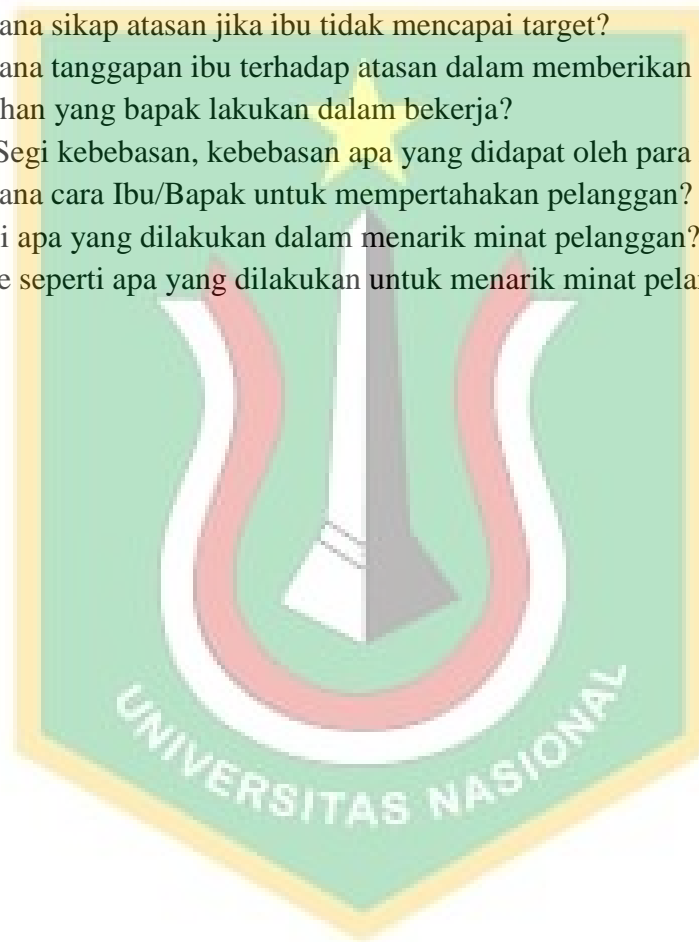 ana sikap atasan jika ibu tidak mencapai target?
ana tanggapan ibu terhadap atasan dalam memberikan
han yang bapak lakukan dalam bekerja?
Segi kebebasan, kebebasan apa yang didapat oleh para
ana cara Ibu/Bapak untuk mempertahakan pelanggan?
i apa yang dilakukan dalam menarik minat pelanggan?
e seperti apa yang dilakukan untuk menarik minat pela
UNIVERSITAS NASIONAL